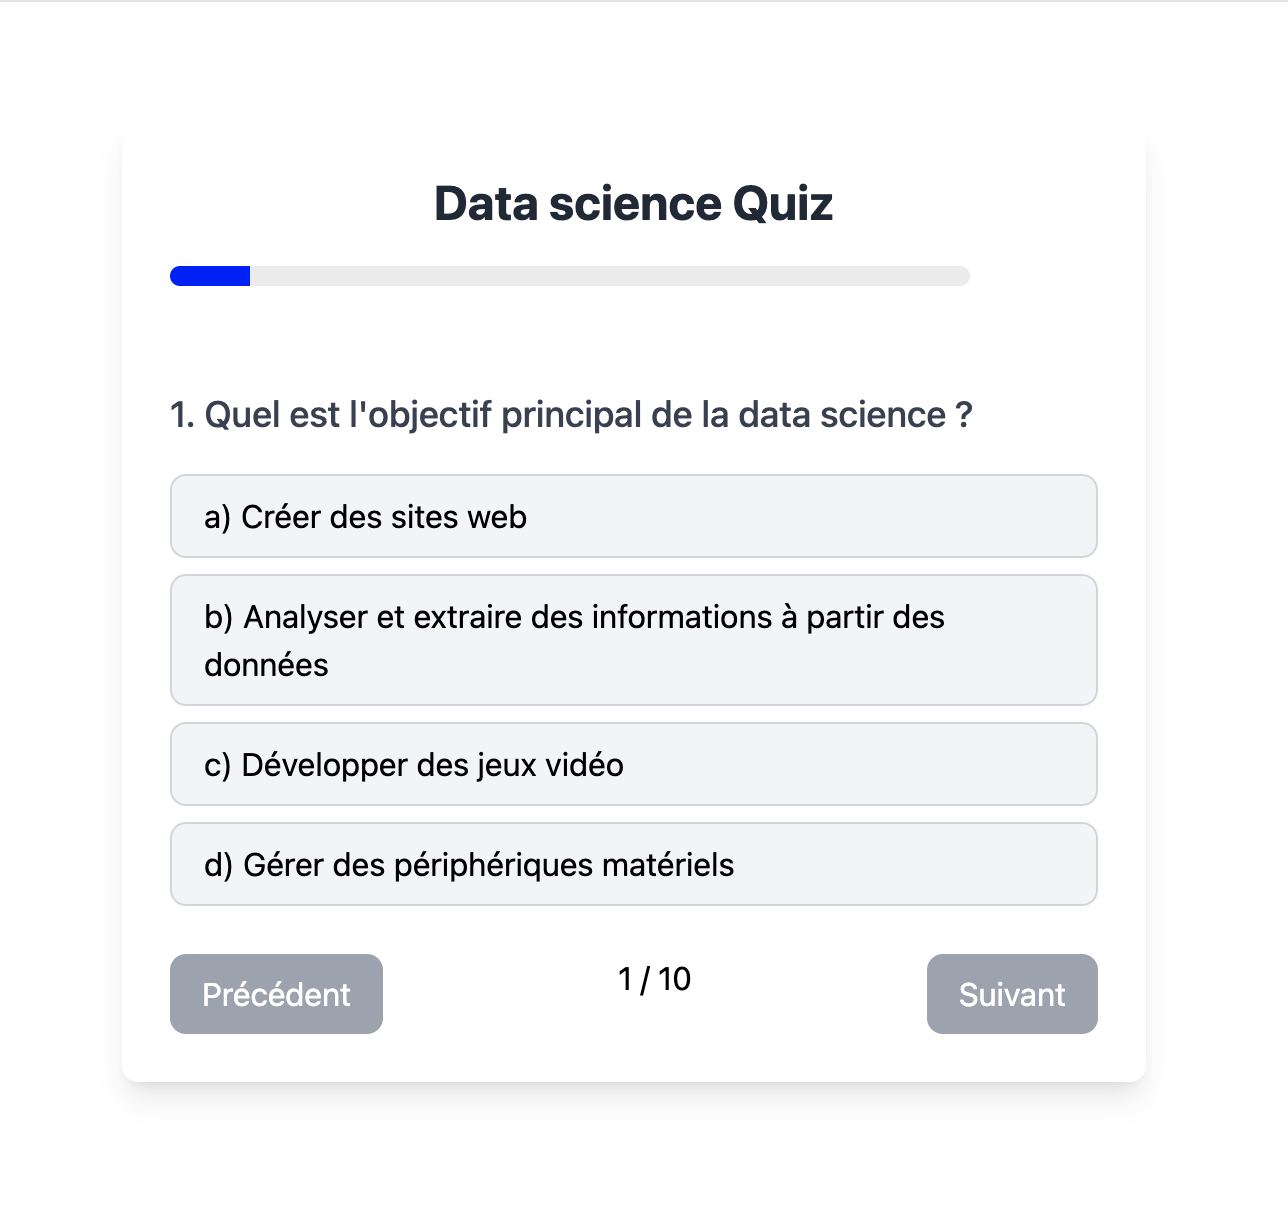 Data science Quiz
1. Quel est l'objectif principal de la data science ?
a) Créer des sites web
b) Analyser et extraire des informations à partir des
données
c) Développer des jeux vidéo
d) Gérer des périphériques matériels
Précédent
1 / 10
Suivant